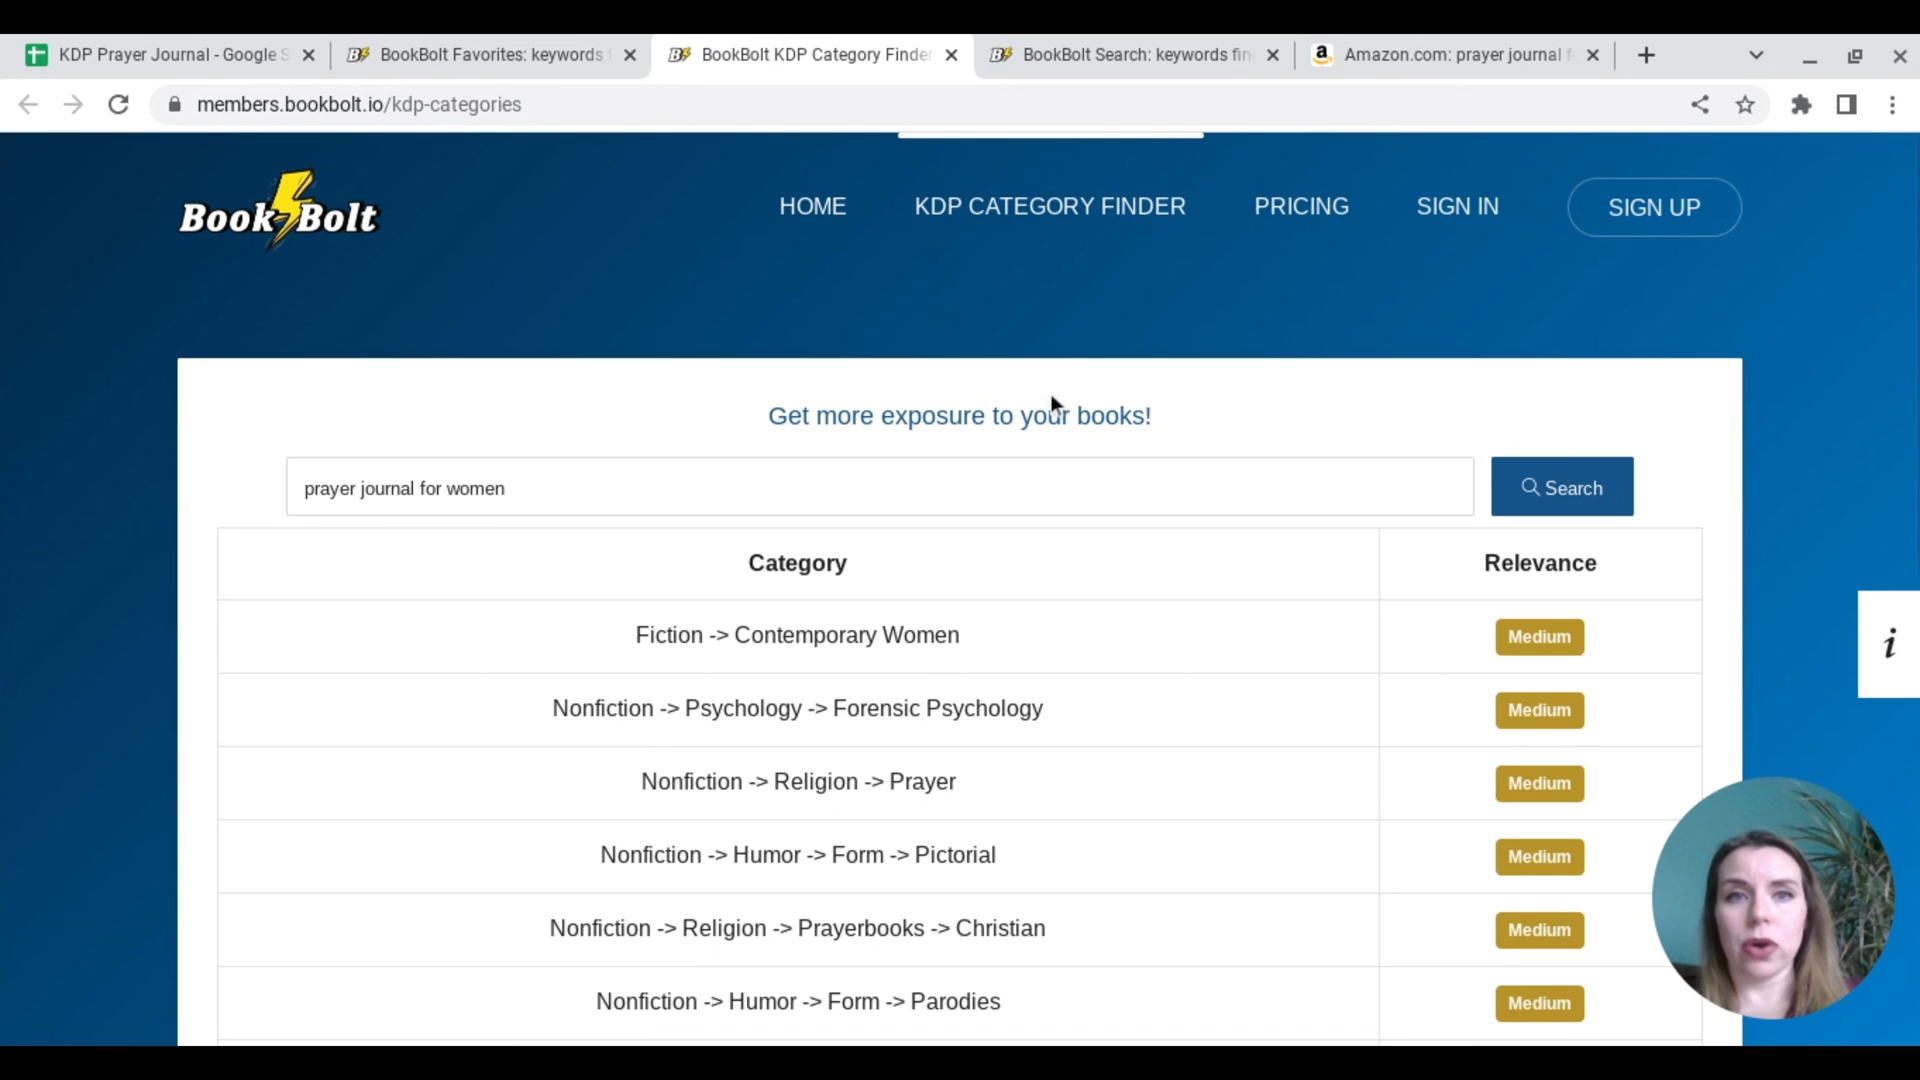 KDP Prayer Journal - Google S
BookBolt Favorites: keywords f
BookBolt KDP Category Finder
BookBolt Search: keywords fin
Amazon.com: prayer journal f
members.bookbolt.io/kdp-categories
Book Bolt
HOME
KDP CATEGORY FINDER
PRICING
SIGN IN
SIGN UP
Get more exposure to your books!
prayer journal for women
Search
Category
Relevance
Fiction -> Contemporary Women
Medium
Nonfiction -> Psychology -> Forensic Psychology
Medium
Nonfiction -> Religion -> Prayer
Medium
Nonfiction -> Humor -> Form -> Pictorial
Medium
Nonfiction -> Religion -> Prayerbooks -> Christian
Medium
Nonfiction -> Humor -> Form -> Parodies
Medium
i